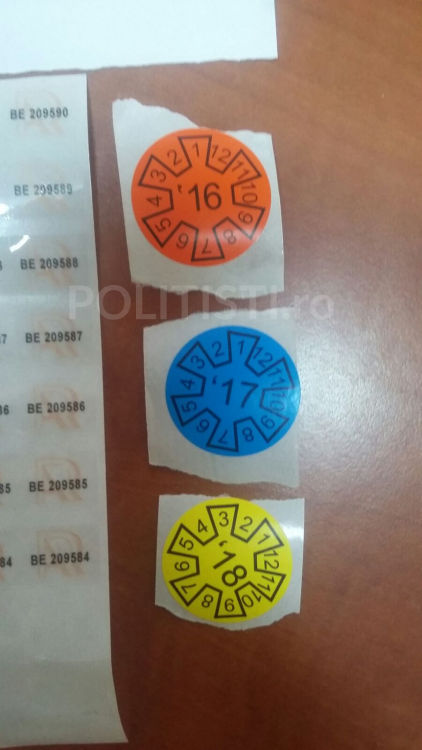 BE 209590
BE 209589
BE 209588
BE 209587
BE 209586
BE 209585
BE 209584
1 12 11 10 9 8 7 6 5 4 3 2
'16
POLITISTI.ro
1 12 11 10 9 8 7 6 5 4 3 2
'17
1 12 11 10 9 8 7 6 5 4 3 2
'18